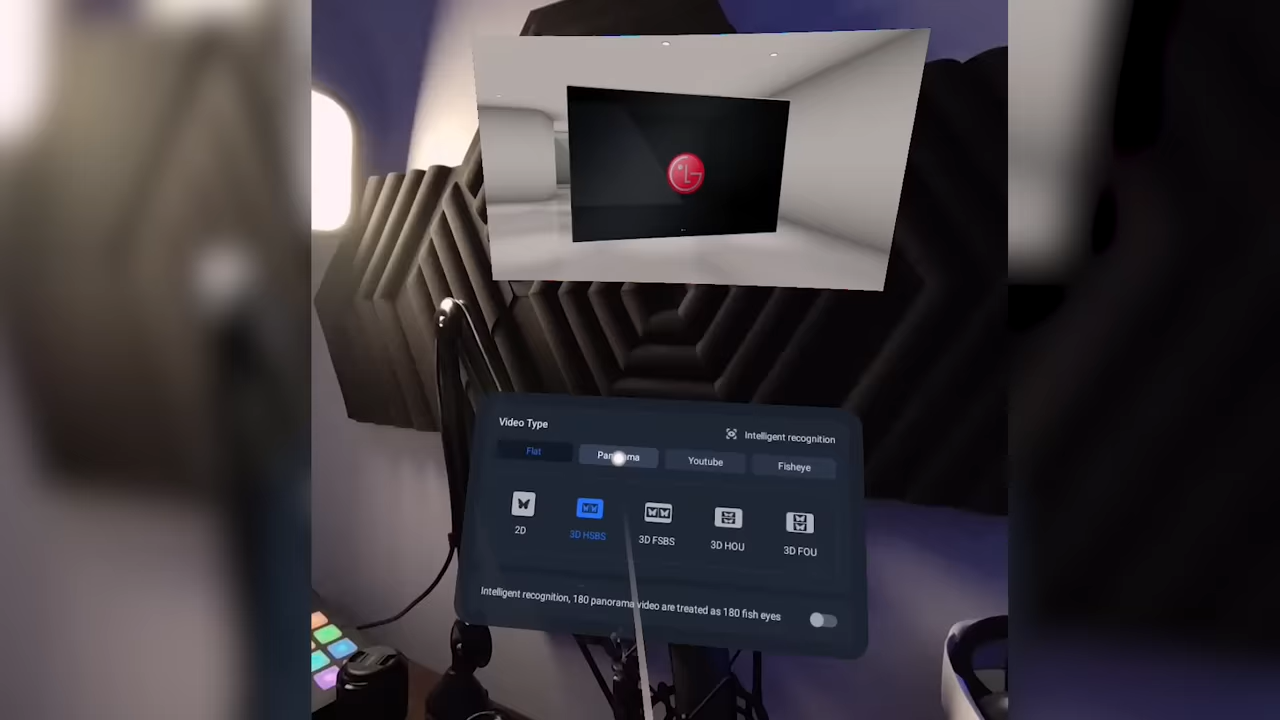 LG
Video Type
Intelligent recognition
Flat
Panorama
Youtube
Fisheye
2D
3D HSBS
3D FSBS
3D HOU
3D FOU
Intelligent recognition, 180 panorama video are treated as 180 fish eyes